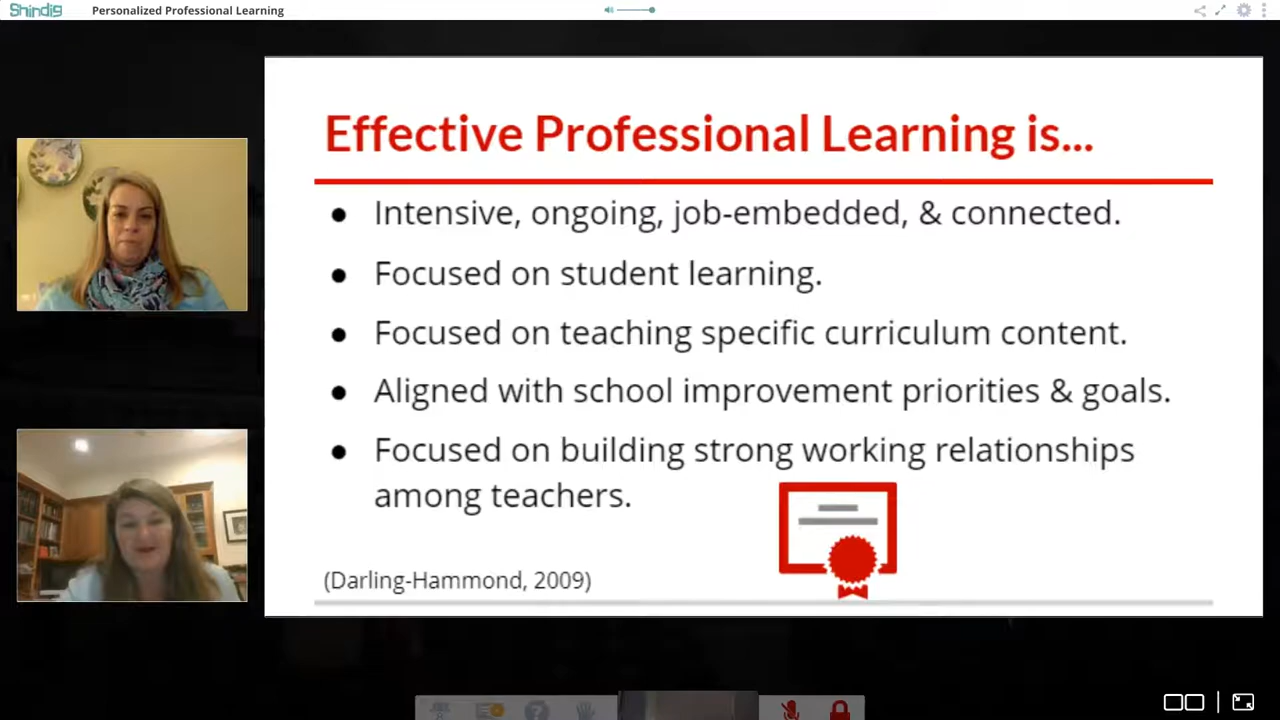 Shindig
Personalized Professional Learning
Effective Professional Learning is...
● Intensive, ongoing, job-embedded, & connected.
● Focused on student learning.
● Focused on teaching specific curriculum content.
● Aligned with school improvement priorities & goals.
● Focused on building strong working relationships
among teachers.
(Darling-Hammond, 2009)